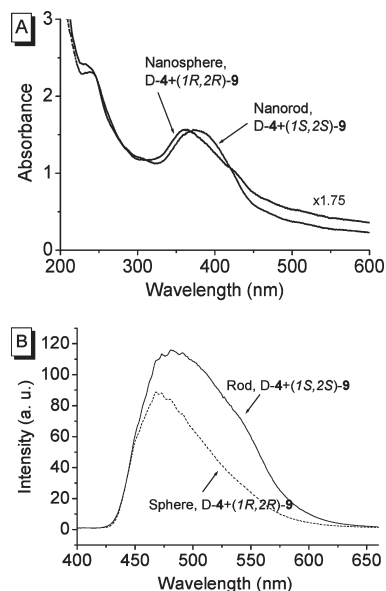 A
3
2
1
0
Absorbance
Nanosphere,
D-4+(1R,2R)-9
Nanorod,
D-4+(1S,2S)-9
x1.75
200 300 400 500 600
Wavelength (nm)
B
120
100
80
60
40
20
0
Intensity (a. u.)
Rod, D-4+(1S,2S)-9
Sphere, D-4+(1R,2R)-9
400 450 500 550 600 650
Wavelength (nm)